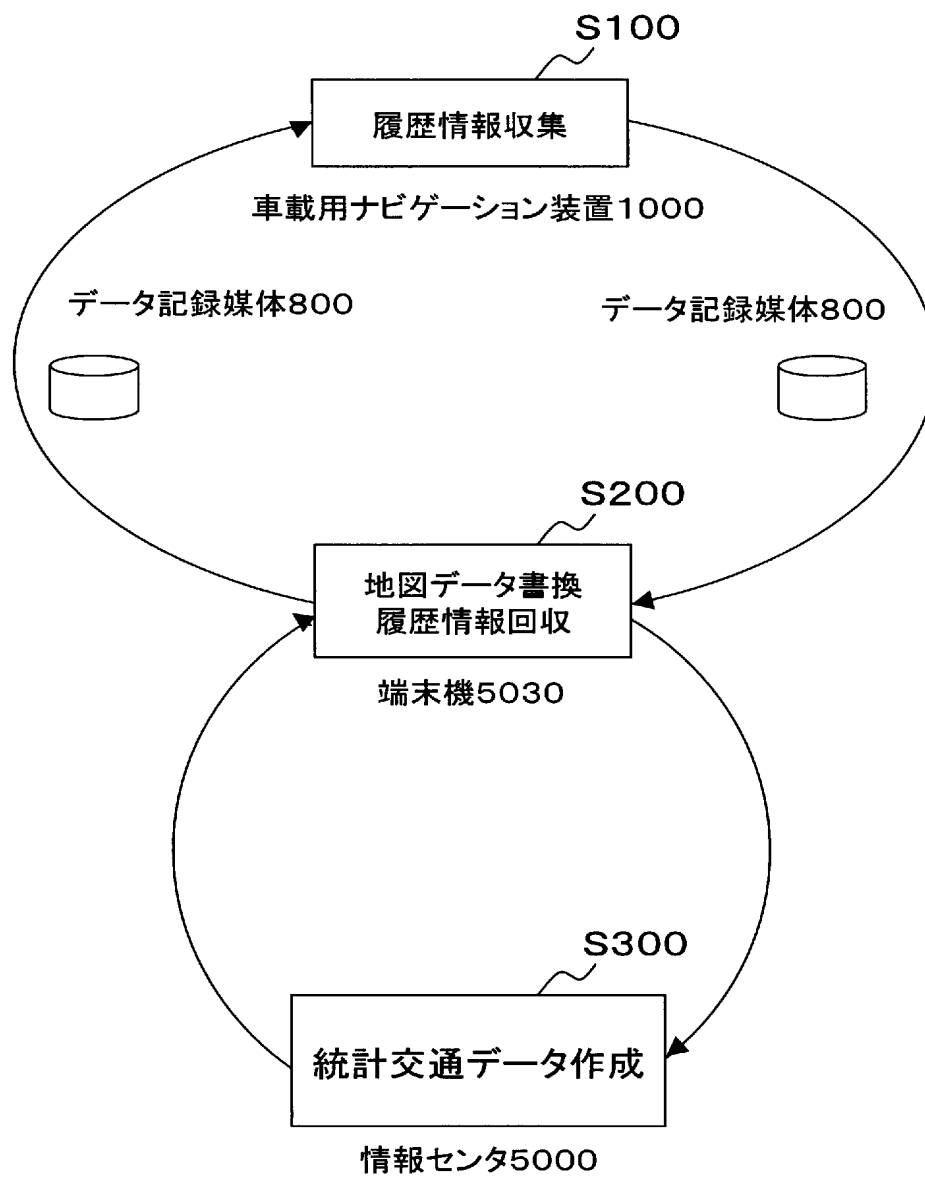 S100
履歴情報収集
車載用ナビゲーション装置1000
データ記録媒体800
データ記録媒体800
S200
地図データ書換
履歴情報回収
端末機5030
S300
統計交通データ作成
情報センタ5000